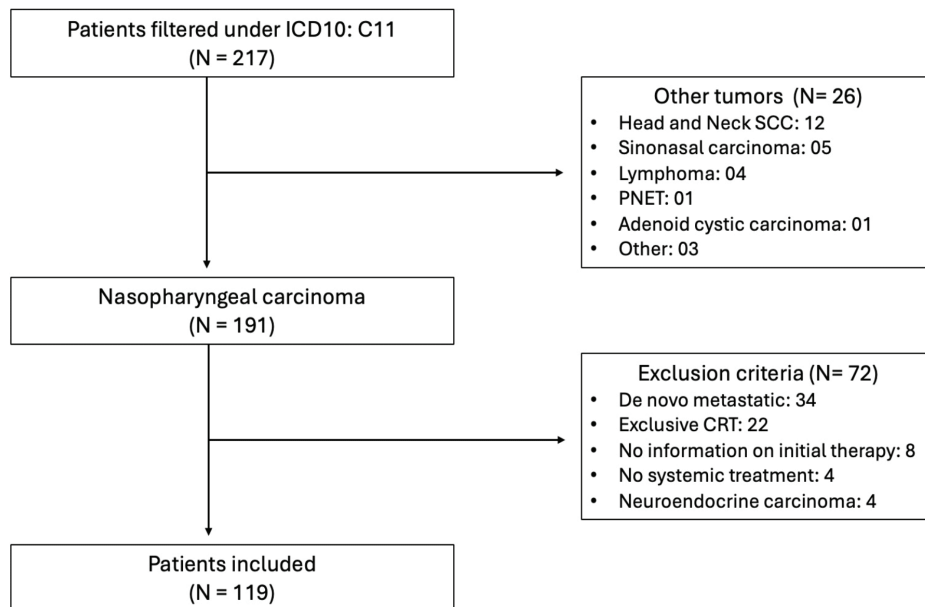 Patients filtered under ICD10: C11
(N = 217)
Other tumors (N= 26)
• Head and Neck SCC: 12
• Sinonasal carcinoma: 05
• Lymphoma: 04
• PNET: 01
• Adenoid cystic carcinoma: 01
• Other: 03
Nasopharyngeal carcinoma
(N = 191)
Exclusion criteria (N= 72)
• De novo metastatic: 34
• Exclusive CRT: 22
• No information on initial therapy: 8
• No systemic treatment: 4
• Neuroendocrine carcinoma: 4
Patients included
(N = 119)